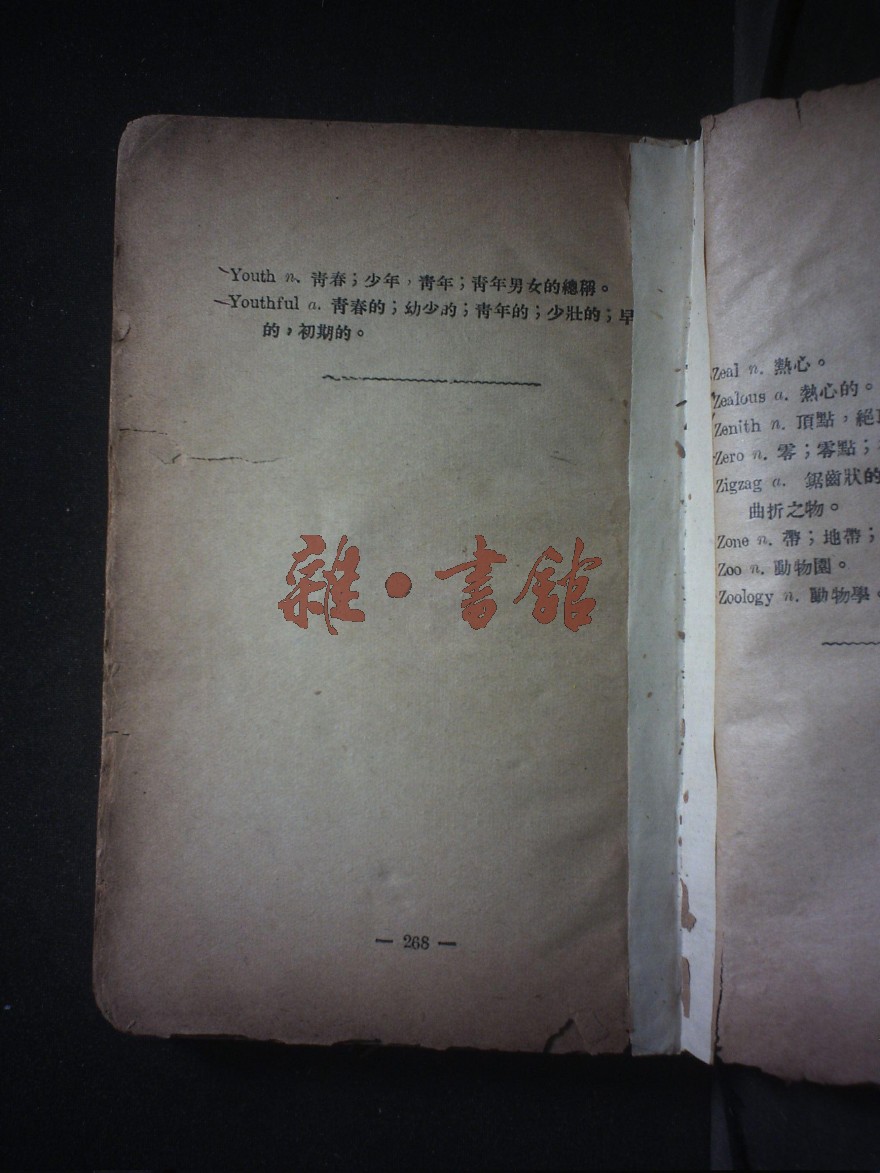 Youth n. 青春；少年，青年；青年男女的總稱。
Youthful a. 青春的；幼少的；青年的；少壯的；早
的，初期的。
雜·書館
— 268 —
Zeal n. 熱心。
Zealous a. 熱心的。
Zenith n. 頂點，絕
Zero n. 零；零點；
Zigzag a. 鋸齒狀的
曲折之物。
Zone n. 帶；地帶；
Zoo n. 動物園。
Zoology n. 動物學。